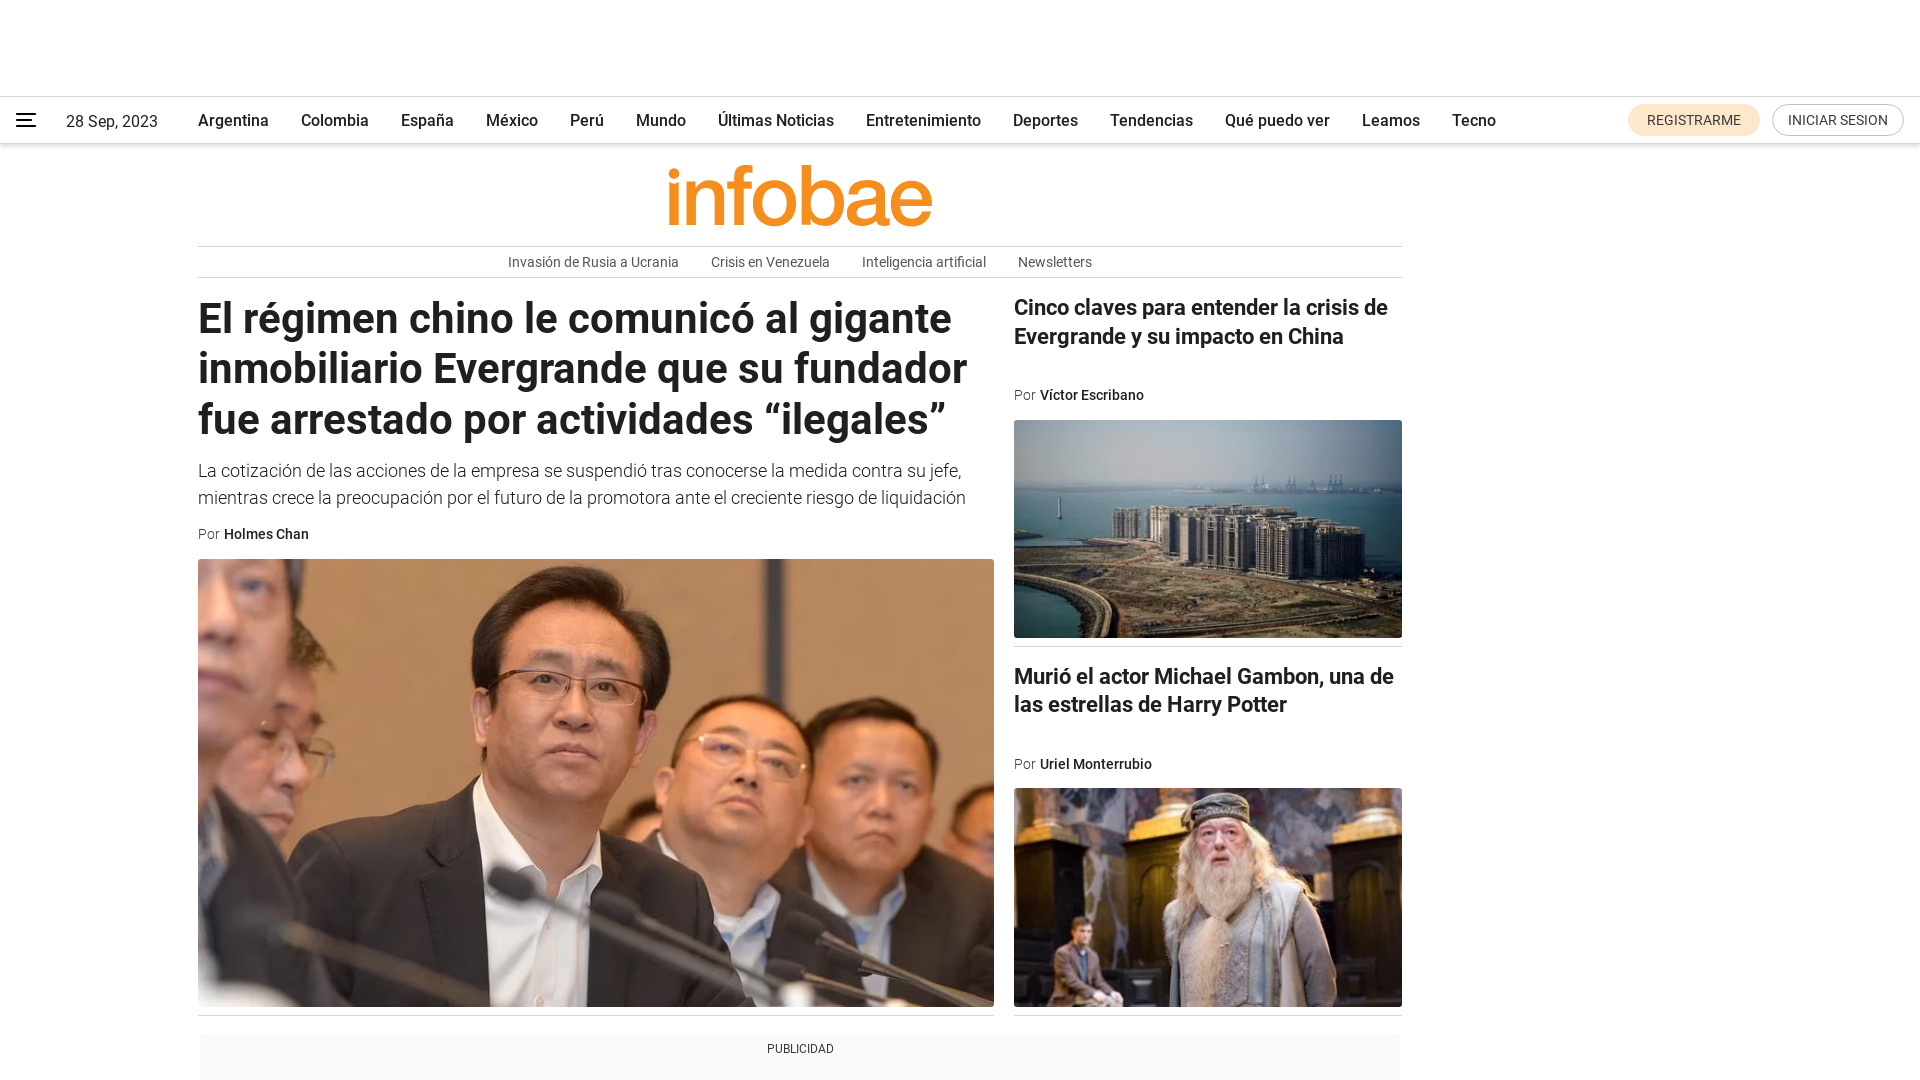 28 Sep, 2023
Argentina
Colombia
España
México
Perú
Mundo
Últimas Noticias
Entretenimiento
Deportes
Tendencias
Qué puedo ver
Leamos
Tecno
REGISTRARME
INICIAR SESION
infobae
Invasión de Rusia a Ucrania
Crisis en Venezuela
Inteligencia artificial
Newsletters
El régimen chino le comunicó al gigante
inmobiliario Evergrande que su fundador
fue arrestado por actividades “ilegales”
La cotización de las acciones de la empresa se suspendió tras conocerse la medida contra su jefe,
mientras crece la preocupación por el futuro de la promotora ante el creciente riesgo de liquidación
Por Holmes Chan
Cinco claves para entender la crisis de
Evergrande y su impacto en China
Por Víctor Escribano
Murió el actor Michael Gambon, una de
las estrellas de Harry Potter
Por Uriel Monterrubio
PUBLICIDAD